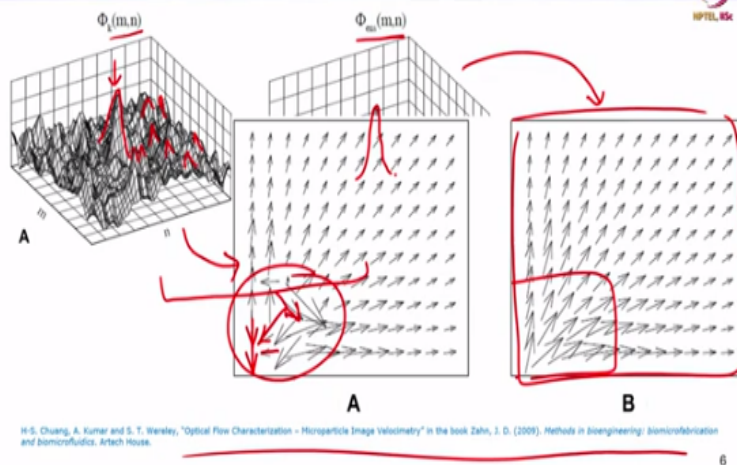 NPTEL, IISc
Φk(m,n)
Φens(m,n)
m
n
A
A
B
H-S. Chuang, A. Kumar and S. T. Wereley, "Optical Flow Characterization – Microparticle Image Velocimetry" in the book Zahn, J. D. (2009). Methods in bioengineering: biomicrofabrication
and biomicrofluidics. Artech House.
6